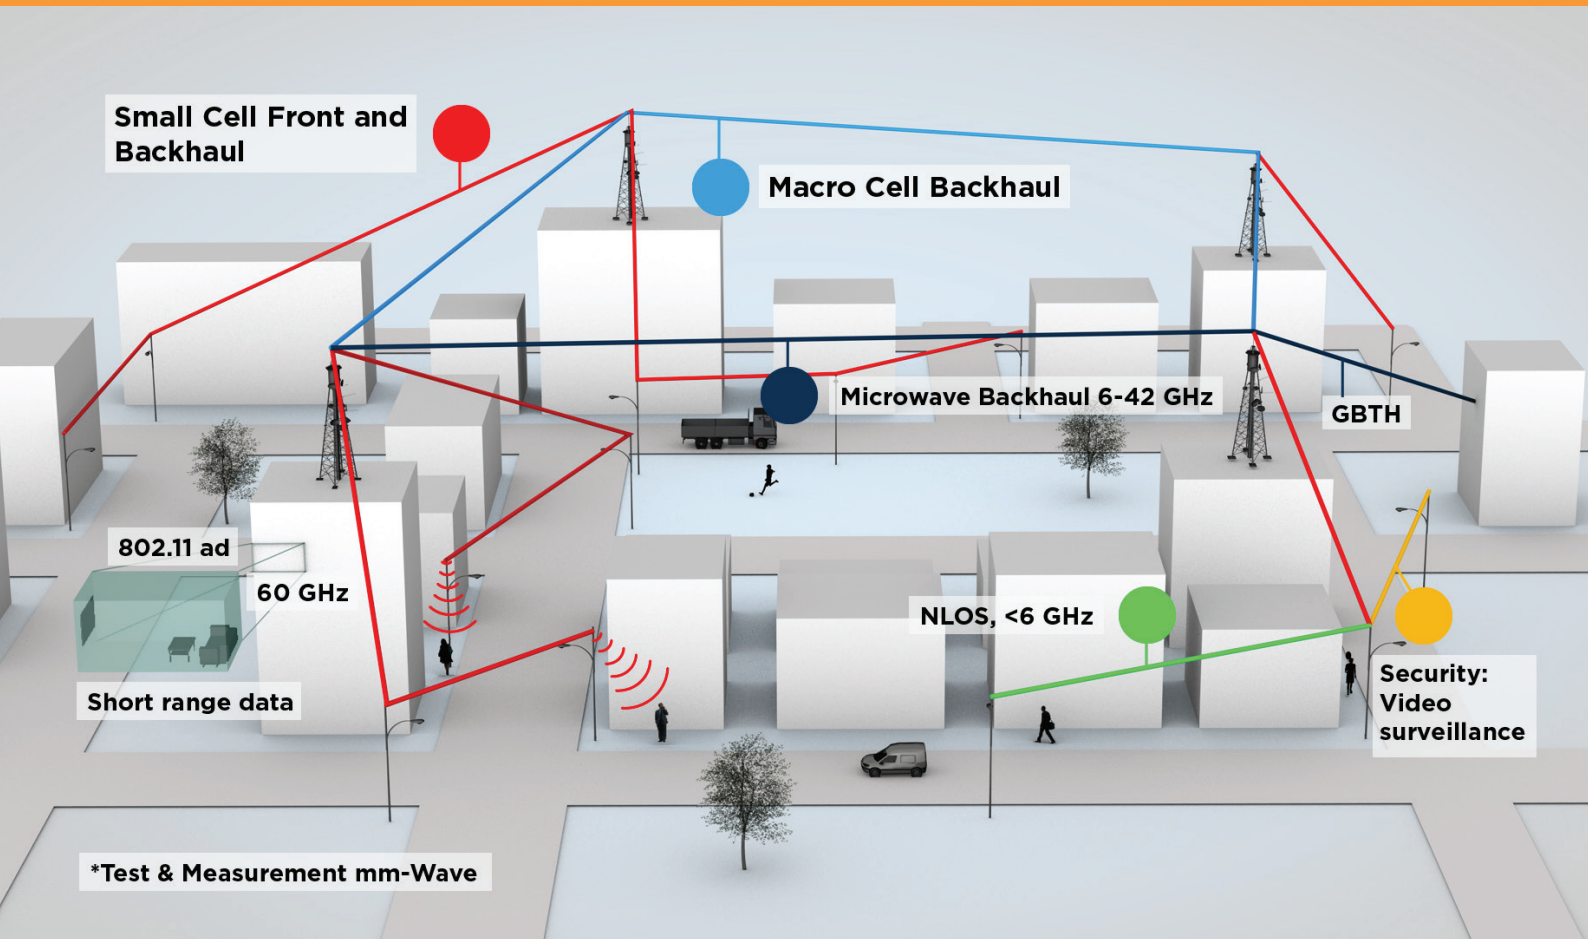 Small Cell Front and
Backhaul
Macro Cell Backhaul
Microwave Backhaul 6-42 GHz
GBTH
802.11 ad
60 GHz
NLOS, <6 GHz
Short range data
Security:
Video
surveillance
*Test & Measurement mm-Wave